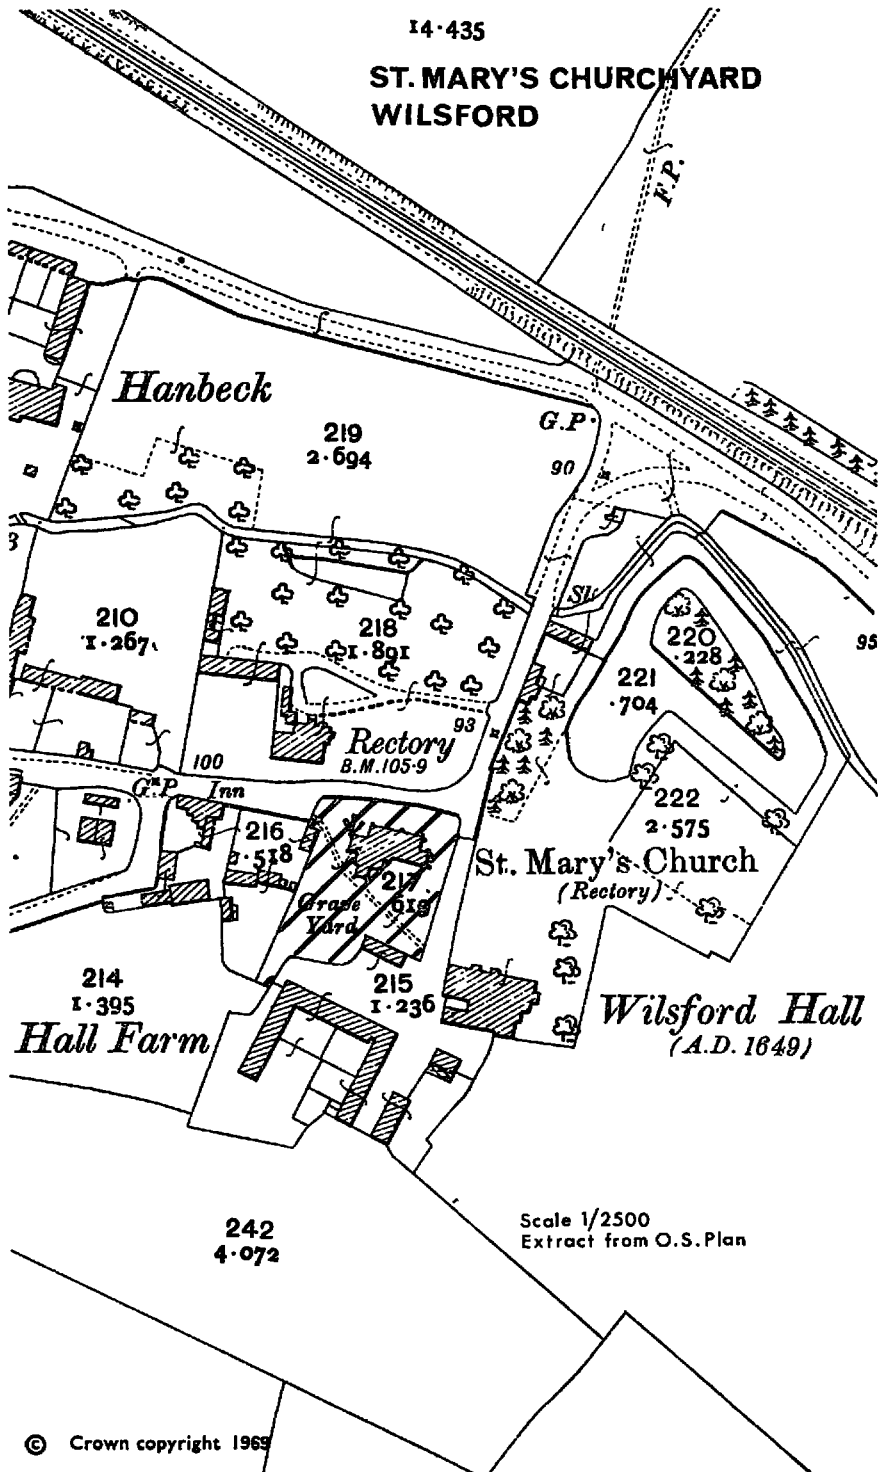 14·435
ST. MARY'S CHURCHYARD
WILSFORD
F.P.
Hanbeck
219
2·694
G.P.
90
210
1·267
218
1·891
Sl.
220
·228
221
·704
95
93
Rectory
B.M.105·9
100
G.P.
Inn
216
·518
222
2·575
St. Mary's Church
(Rectory)
217
Grave
Yard
214
1·395
215
1·236
Hall Farm
Wilsford Hall
(A.D. 1649)
242
4·072
Scale 1/2500
Extract from O.S. Plan
© Crown copyright 1969